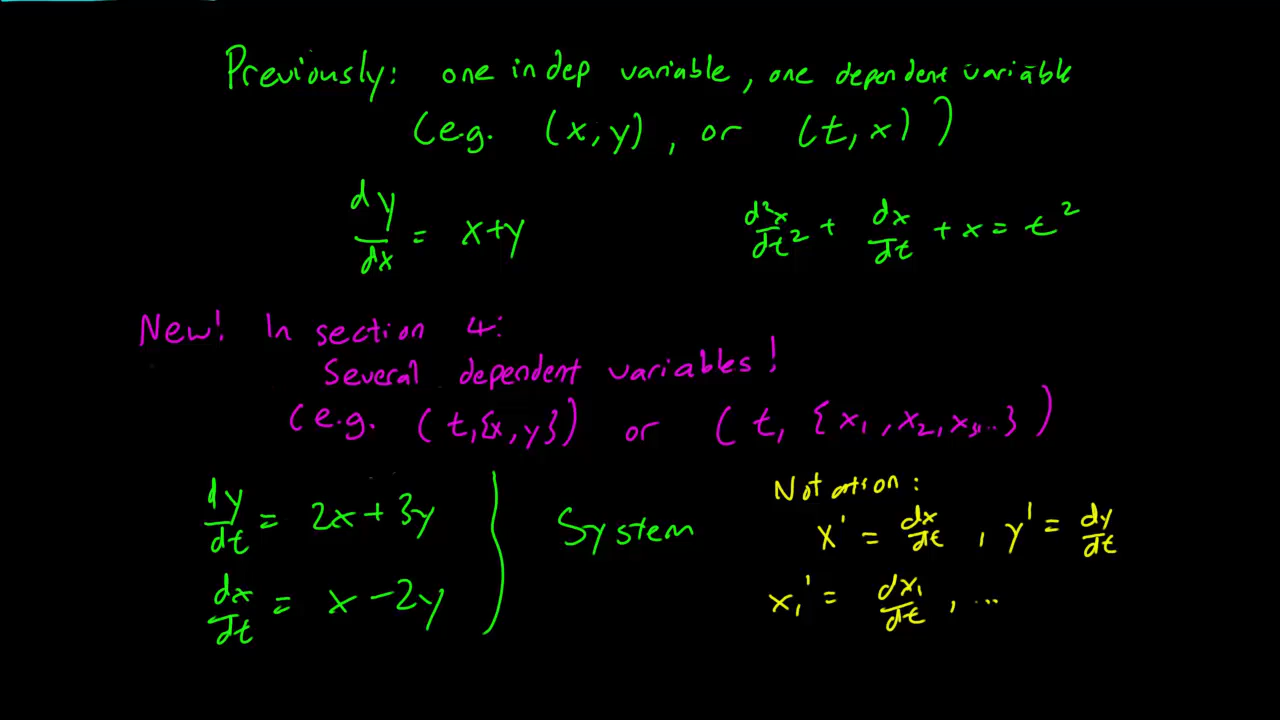 Previously: one indep variable, one dependent variable
(e.g. (x,y), or (t,x))
dy/dx = x+y
d²x/dt² + dx/dt + x = t²
New! In section 4:
Several dependent variables!
(e.g. (t,{x,y}) or (t, {x₁,x₂,x₃,...})
dy/dt = 2x+3y
dx/dt = x-2y
System
Notation:
x' = dx/dt, y' = dy/dt
x₁' = dx₁/dt, ...